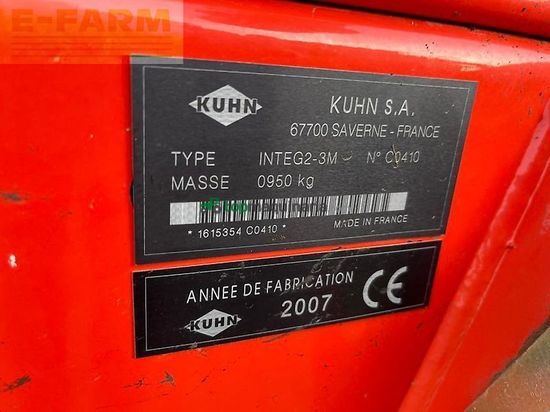 E-FARM
KUHN
KUHN S.A.
67700 SAVERNE - FRANCE
TYPE INTEG2-3M N° C0410
MASSE 0950 kg
* 1615354 C0410 *
MADE IN FRANCE
ANNEE DE FABRICATION
KUHN
2007
CE